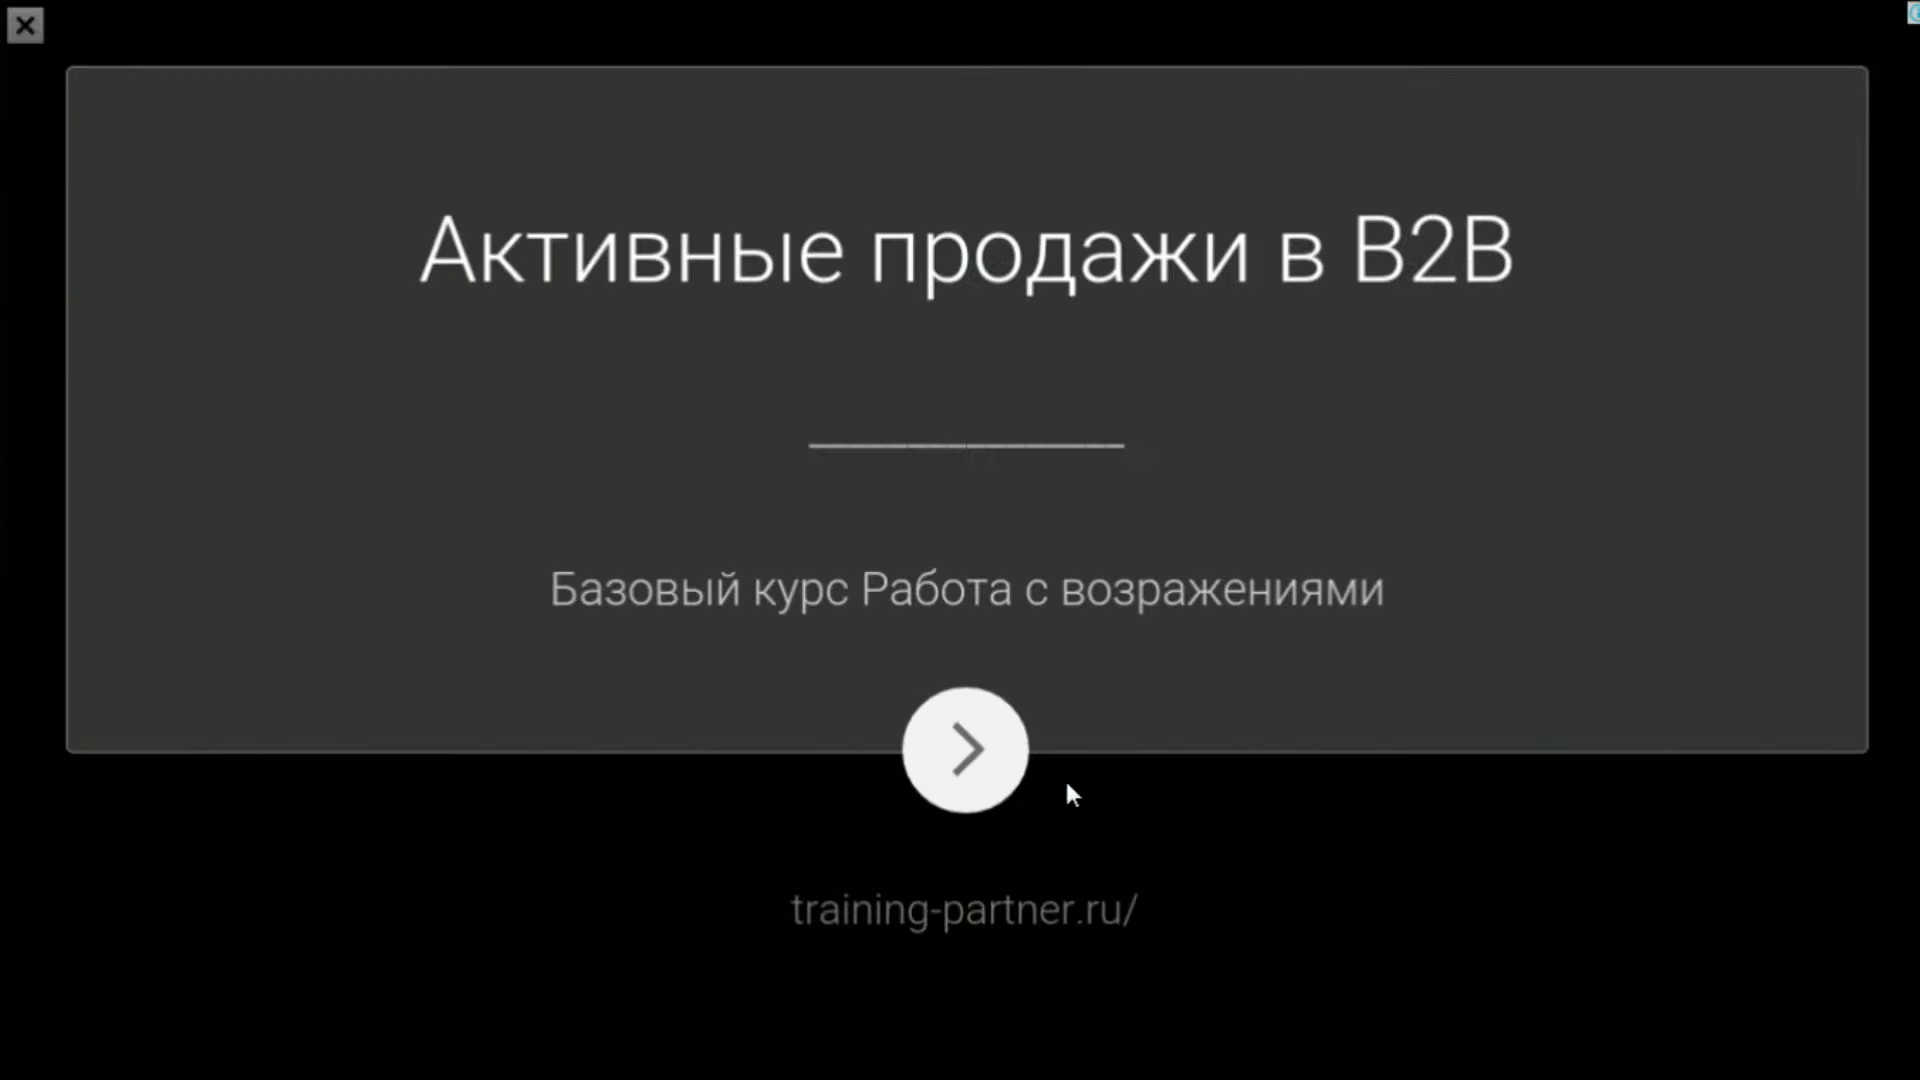 Активные продажи в B2B
Базовый курс Работа с возражениями
training-partner.ru/